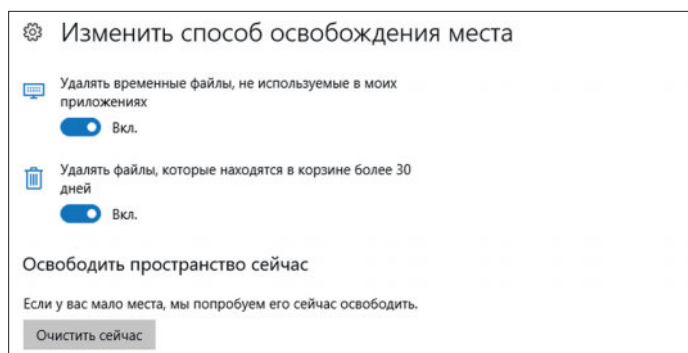 Изменить способ освобождения места
Удалять временные файлы, не используемые в моих
приложениях
Вкл.
Удалять файлы, которые находятся в корзине более 30
дней
Вкл.
Освободить пространство сейчас
Если у вас мало места, мы попробуем его сейчас освободить.
Очистить сейчас